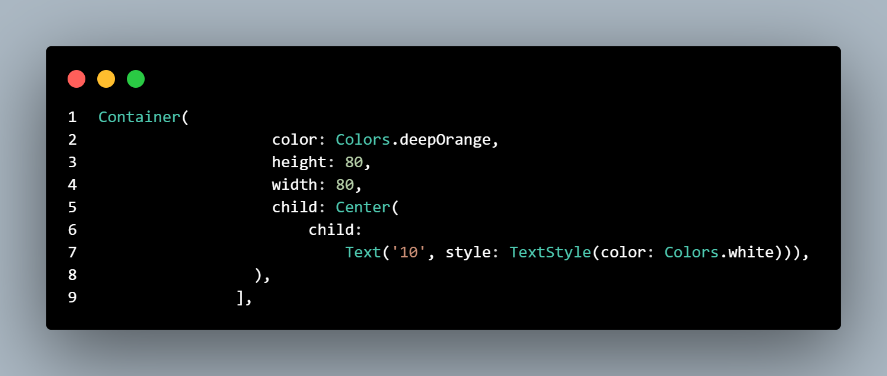 1 Container(
2 color: Colors.deepOrange,
3 height: 80,
4 width: 80,
5 child: Center(
6 child:
7 Text('10', style: TextStyle(color: Colors.white))),
8 ),
9 ],